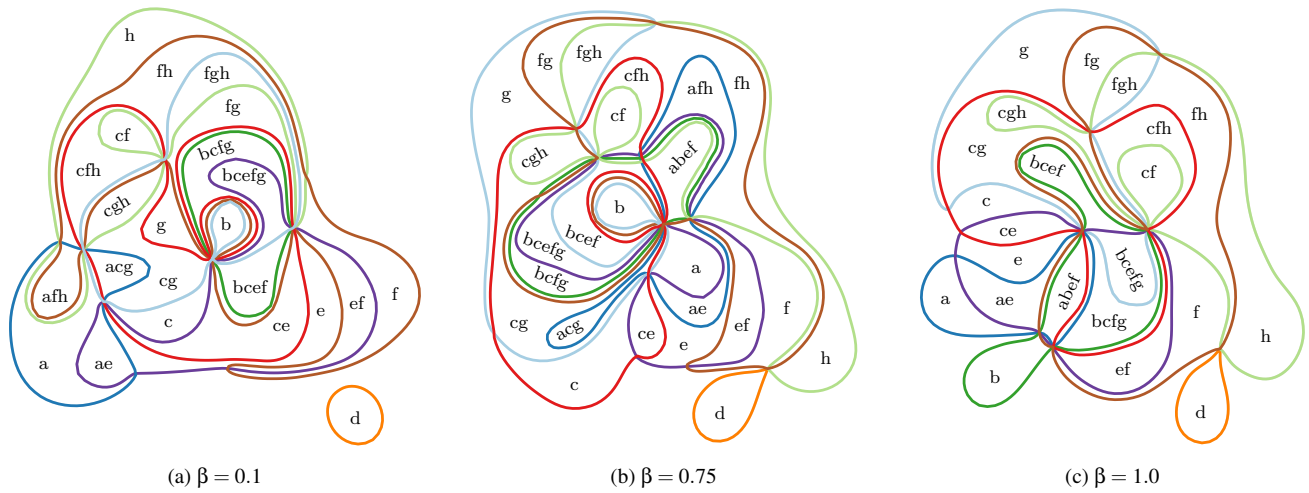 h
fh
fgh
fg
cf
cfh
bcfg
bcefg
cgh
g
b
acg
cg
bcef
afh
c
ce
e
ef
f
a
ae
d
(a) β = 0.1
g
fg
fgh
cfh
afh
fh
cf
cgh
abef
b
bcefg
bcef
bcfg
a
cg
acg
ae
ce
e
ef
f
h
c
d
(b) β = 0.75
g
fg
fgh
fh
cgh
cfh
cg
bcef
cf
c
ce
e
bcefg
a
ae
abef
bcfg
f
h
ef
b
d
(c) β = 1.0